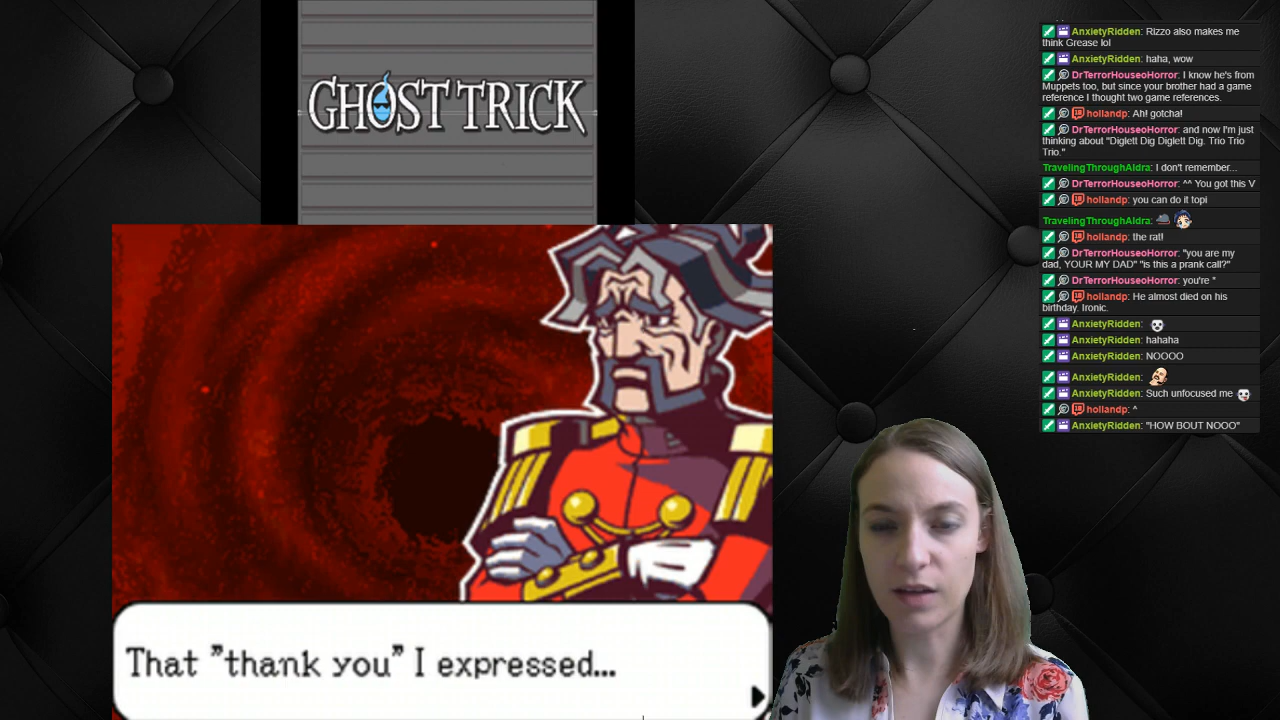 GHOST TRICK
AnxietyRidden: Rizzo also makes me
think Grease lol
AnxietyRidden: haha, wow
DrTerrorHouseoHorror: I know he's from
Muppets too, but since your brother had a game
reference I thought two game references.
hollandp: Ah! gotcha!
DrTerrorHouseoHorror: and now I'm just
thinking about "Diglett Dig Diglett Dig. Trio Trio
Trio."
TravelingThroughAldra: I don't remember...
DrTerrorHouseoHorror: ^^ You got this V
hollandp: you can do it topi
TravelingThroughAldra:
hollandp: the rat!
DrTerrorHouseoHorror: "you are my
dad, YOUR MY DAD" "is this a prank call?"
DrTerrorHouseoHorror: you're *
hollandp: He almost died on his
birthday. Ironic.
AnxietyRidden:
AnxietyRidden: hahaha
AnxietyRidden: NOOOO
AnxietyRidden:
AnxietyRidden: Such unfocused me
hollandp: ^
AnxietyRidden: "HOW BOUT NOOO"
That "thank you" I expressed...